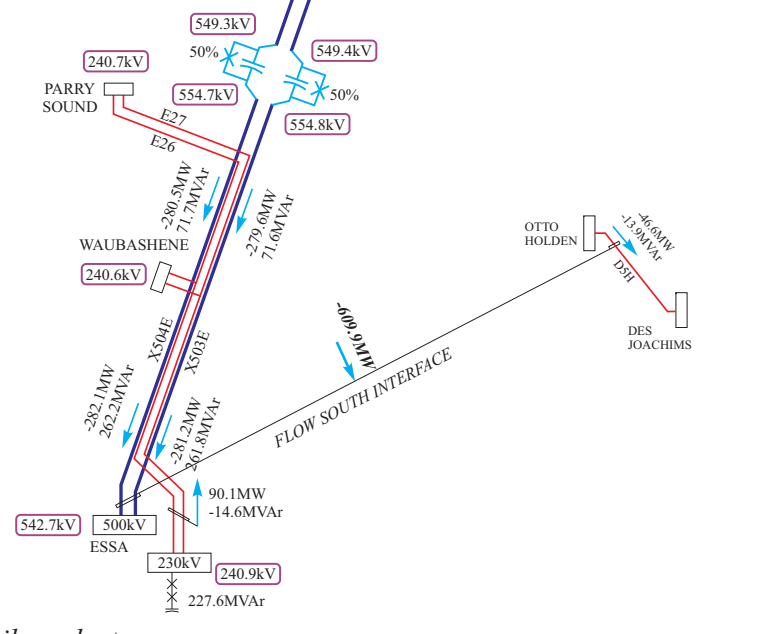 549.3kV
50%
549.4kV
240.7kV
PARRY
SOUND
554.7kV
50%
554.8kV
E27
E26
-280.5MW
71.7MVAr
-279.6MW
71.6MVAr
WAUBASHENE
240.6kV
OTTO
HOLDEN
-46.6MW
-13.9MVAr
D5H
DES
JOACHIMS
-609.9MW
FLOW SOUTH INTERFACE
X504E
X503E
-282.1MW
262.2MVAr
-281.2MW
261.8MVAr
90.1MW
-14.6MVAr
542.7kV
500kV
ESSA
230kV
240.9kV
227.6MVAr